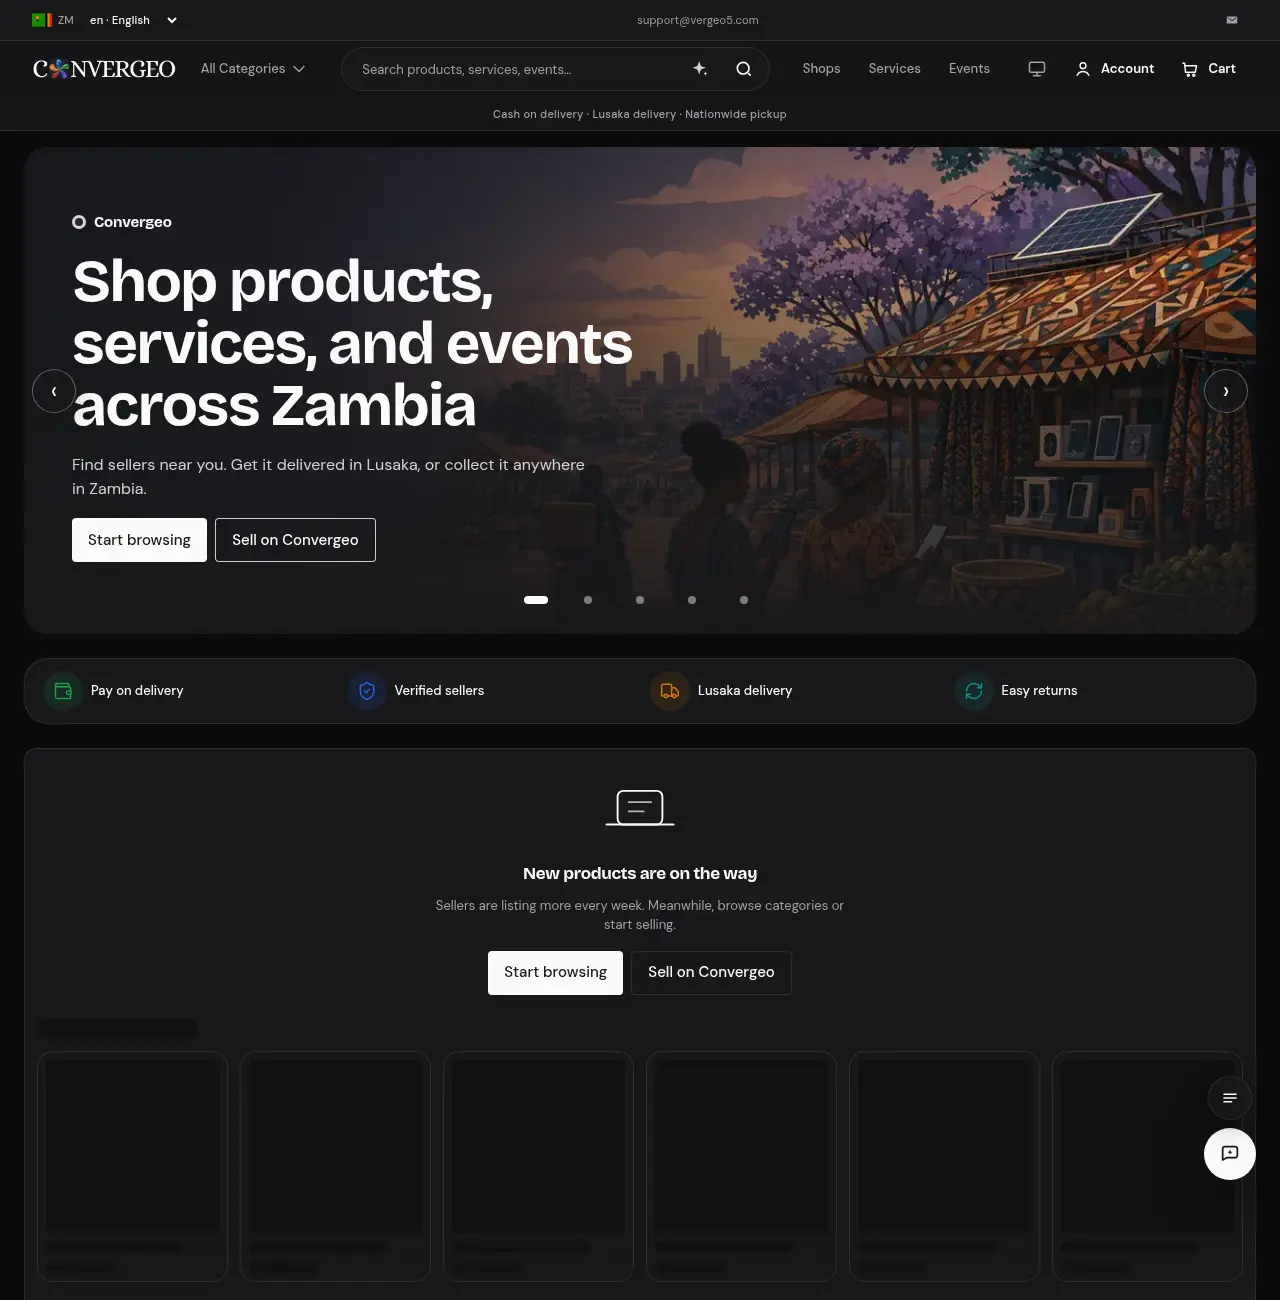 ZM
en · English
support@vergeo5.com
CONVERGEO
All Categories
Search products, services, events...
Shops
Services
Events
Account
Cart
Cash on delivery · Lusaka delivery · Nationwide pickup
Convergeo
Shop products,
services, and events
across Zambia
Find sellers near you. Get it delivered in Lusaka, or collect it anywhere
in Zambia.
Start browsing
Sell on Convergeo
Pay on delivery
Verified sellers
Lusaka delivery
Easy returns
New products are on the way
Sellers are listing more every week. Meanwhile, browse categories or
start selling.
Start browsing
Sell on Convergeo